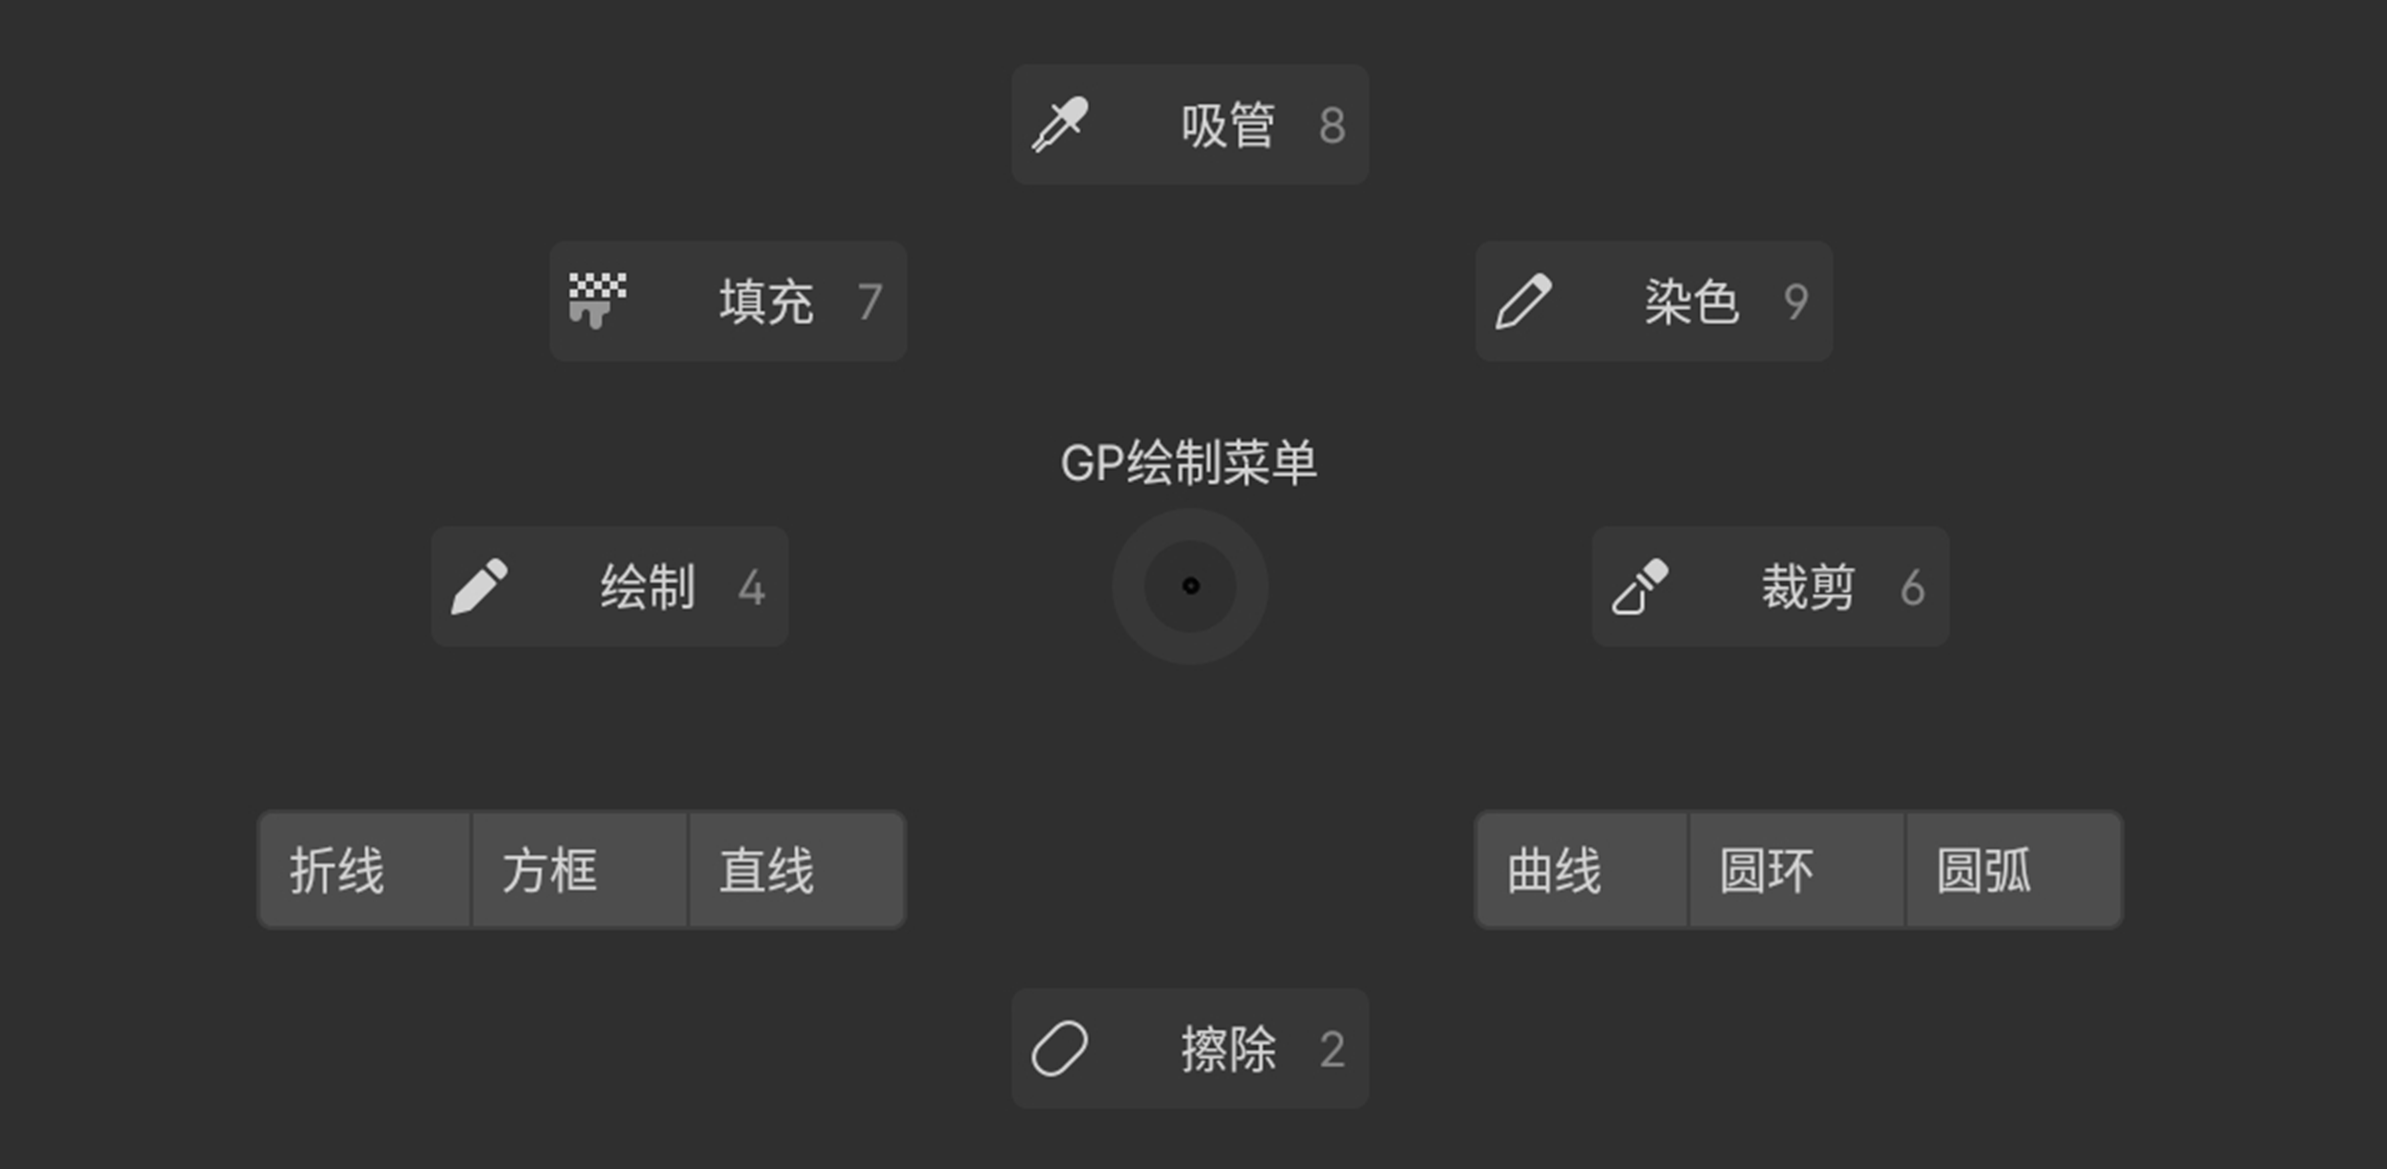 吸管 8
填充 7
染色 9
GP绘制菜单
绘制 4
裁剪 6
折线 方框 直线
曲线 圆环 圆弧
擦除 2